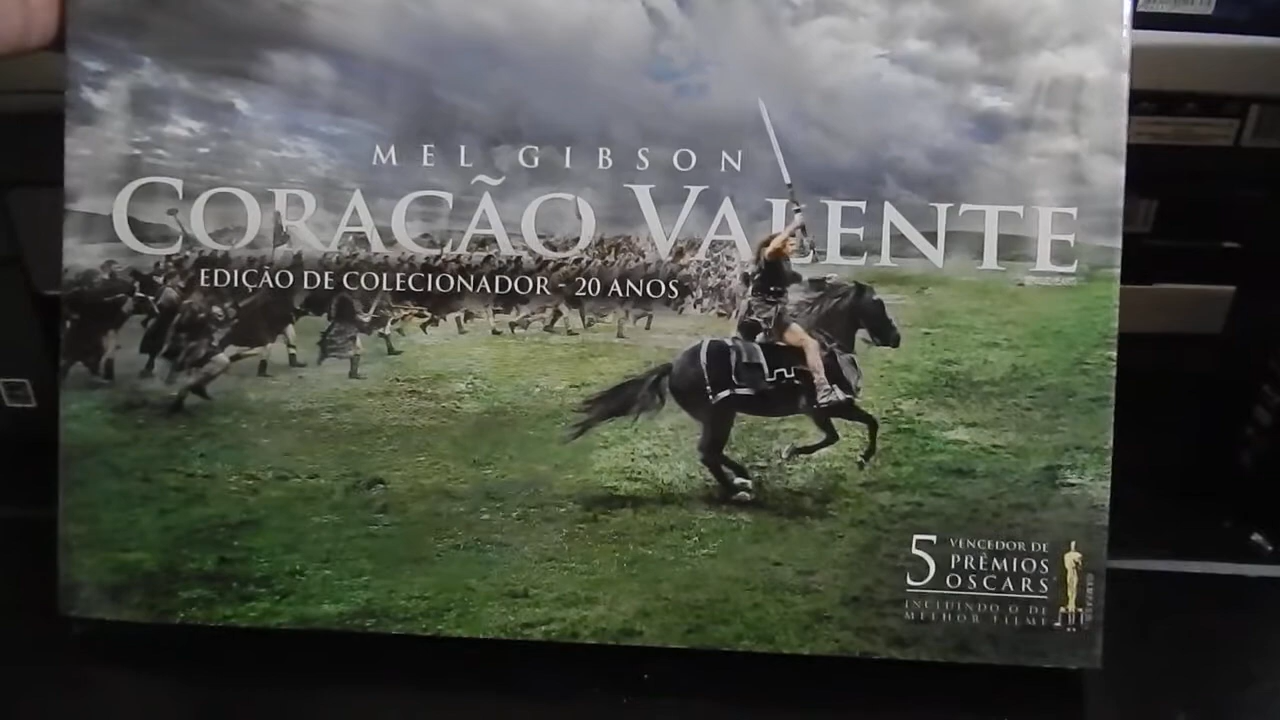 MEL GIBSON
CORAÇÃO VALENTE
EDIÇÃO DE COLECIONADOR - 20 ANOS
5 VENCEDOR DE
PRÊMIOS
OSCARS
INCLUINDO O DE
MELHOR FILME